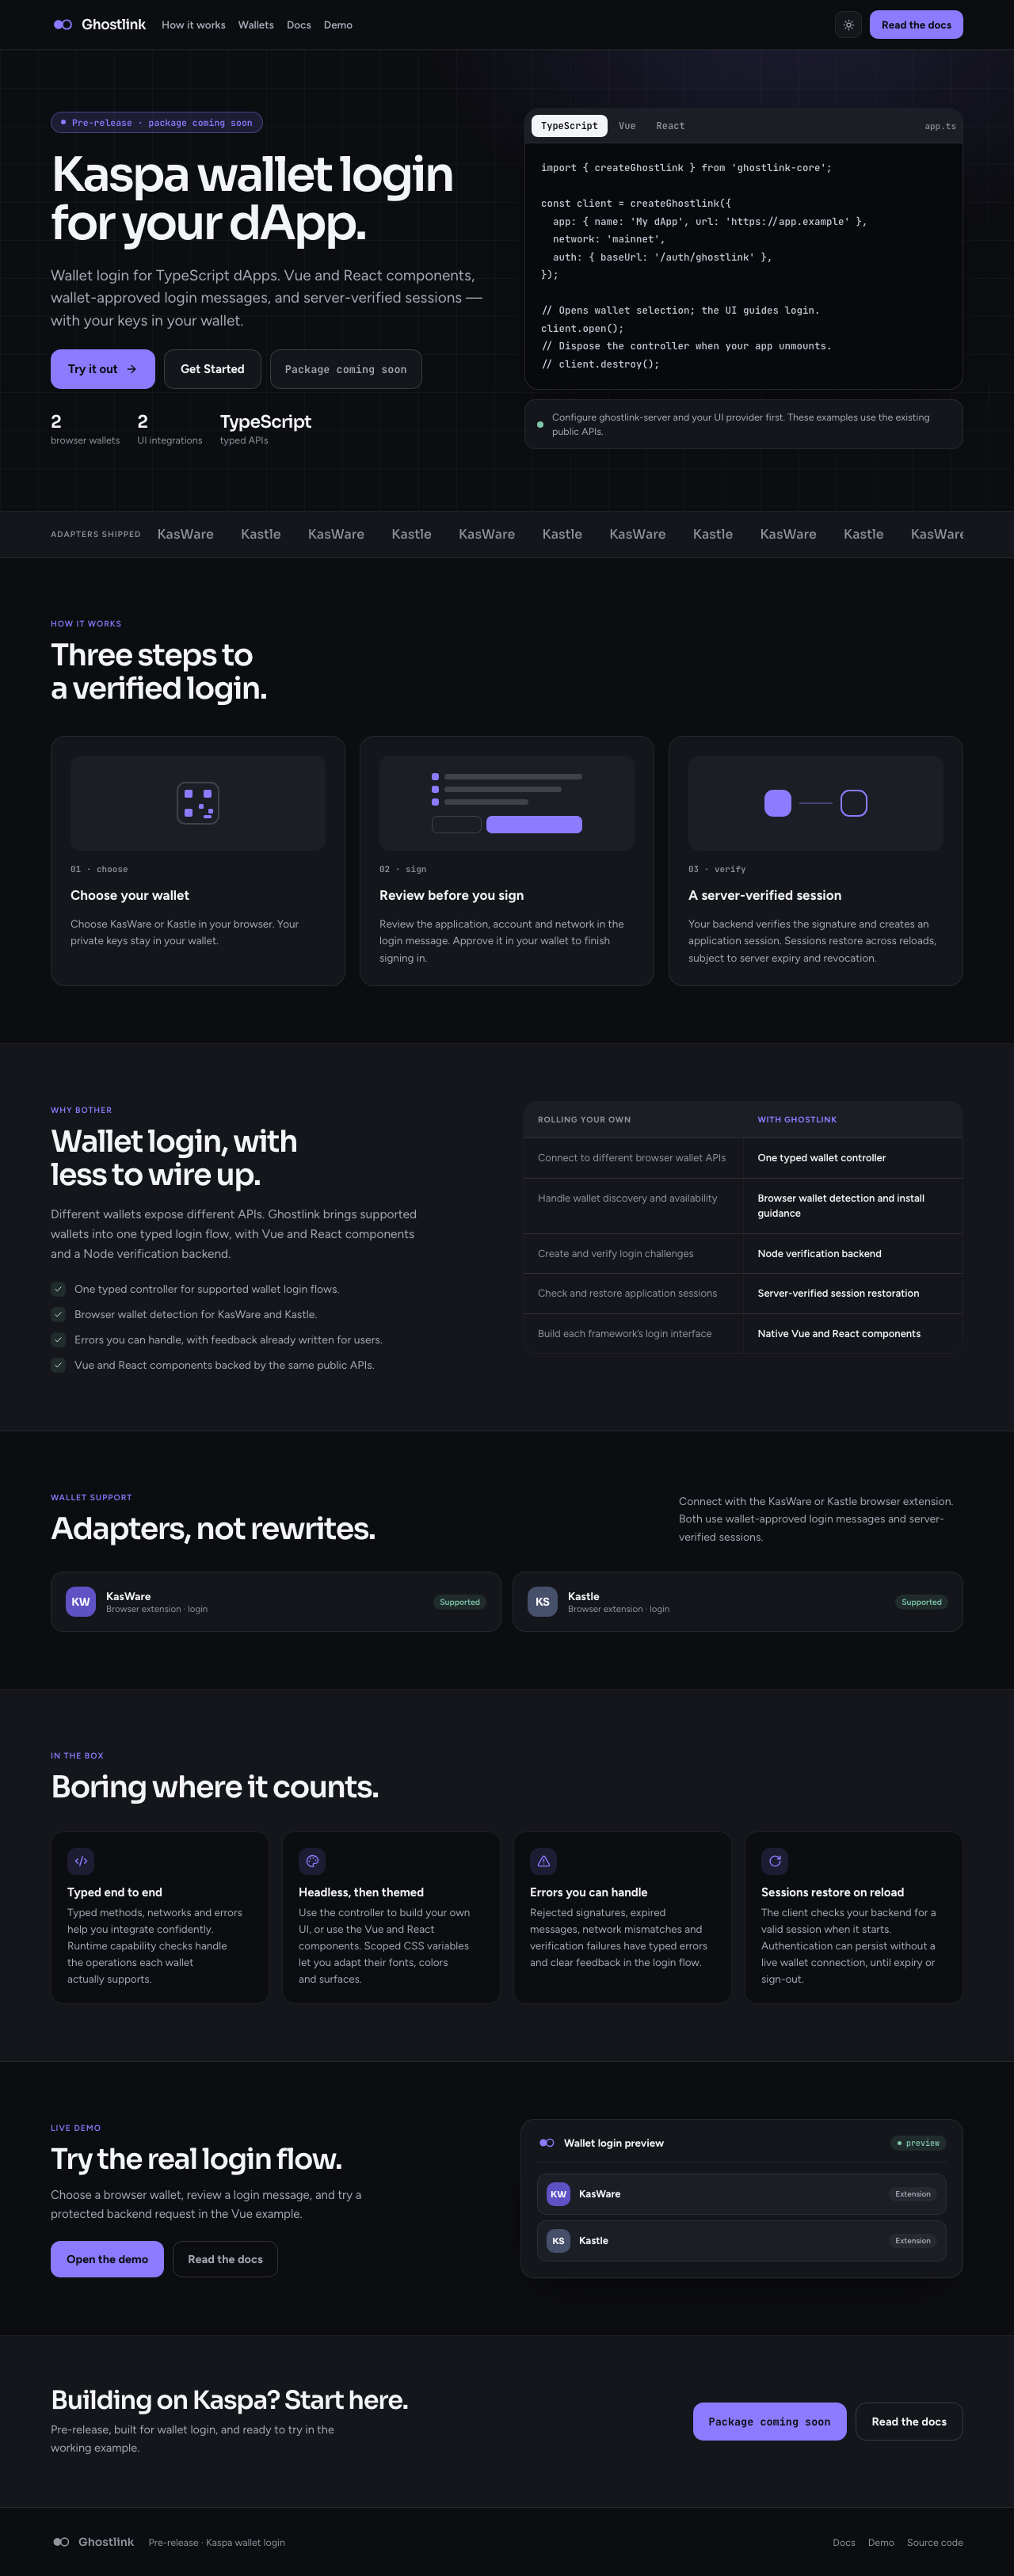 Ghostlink
How it works
Wallets
Docs
Demo
Read the docs
Pre-release · package coming soon
Kaspa wallet login
for your dApp.
Wallet login for TypeScript dApps. Vue and React components,
wallet-approved login messages, and server-verified sessions —
with your keys in your wallet.
Try it out →
Get Started
Package coming soon
2
browser wallets
2
UI integrations
TypeScript
typed APIs
TypeScript
Vue
React
app.ts
import { createGhostlink } from 'ghostlink-core';
const client = createGhostlink({
app: { name: 'My dApp', url: 'https://app.example' },
network: 'mainnet',
auth: { baseUrl: '/auth/ghostlink' },
});
// Opens wallet selection; the UI guides login.
client.open();
// Dispose the controller when your app unmounts.
// client.destroy();
Configure ghostlink-server and your UI provider first. These examples use the existing
public APIs.
ADAPTERS SHIPPED
KasWare Kastle KasWare Kastle KasWare Kastle KasWare Kastle KasWare Kastle KasWare
HOW IT WORKS
Three steps to
a verified login.
01 · choose
Choose your wallet
Choose KasWare or Kastle in your browser. Your
private keys stay in your wallet.
02 · sign
Review before you sign
Review the application, account and network in the
login message. Approve it in your wallet to finish
signing in.
03 · verify
A server-verified session
Your backend verifies the signature and creates an
application session. Sessions restore across reloads,
subject to server expiry and revocation.
WHY BOTHER
Wallet login, with
less to wire up.
Different wallets expose different APIs. Ghostlink brings supported
wallets into one typed login flow, with Vue and React components
and a Node verification backend.
One typed controller for supported wallet login flows.
Browser wallet detection for KasWare and Kastle.
Errors you can handle, with feedback already written for users.
Vue and React components backed by the same public APIs.
ROLLING YOUR OWN
WITH GHOSTLINK
Connect to different browser wallet APIs
One typed wallet controller
Handle wallet discovery and availability
Browser wallet detection and install
guidance
Create and verify login challenges
Node verification backend
Check and restore application sessions
Server-verified session restoration
Build each framework's login interface
Native Vue and React components
WALLET SUPPORT
Adapters, not rewrites.
Connect with the KasWare or Kastle browser extension.
Both use wallet-approved login messages and server-
verified sessions.
KW
KasWare
Browser extension · login
Supported
KS
Kastle
Browser extension · login
Supported
IN THE BOX
Boring where it counts.
Typed end to end
Typed methods, networks and errors
help you integrate confidently.
Runtime capability checks handle
the operations each wallet
actually supports.
Headless, then themed
Use the controller to build your own
UI, or use the Vue and React
components. Scoped CSS variables
let you adapt their fonts, colors
and surfaces.
Errors you can handle
Rejected signatures, expired
messages, network mismatches and
verification failures have typed errors
and clear feedback in the login flow.
Sessions restore on reload
The client checks your backend for a
valid session when it starts.
Authentication can persist without a
live wallet connection, until expiry or
sign-out.
LIVE DEMO
Try the real login flow.
Choose a browser wallet, review a login message, and try a
protected backend request in the Vue example.
Open the demo
Read the docs
Wallet login preview
preview
KW
KasWare
Extension
KS
Kastle
Extension
Building on Kaspa? Start here.
Pre-release, built for wallet login, and ready to try in the
working example.
Package coming soon
Read the docs
Ghostlink
Pre-release · Kaspa wallet login
Docs
Demo
Source code